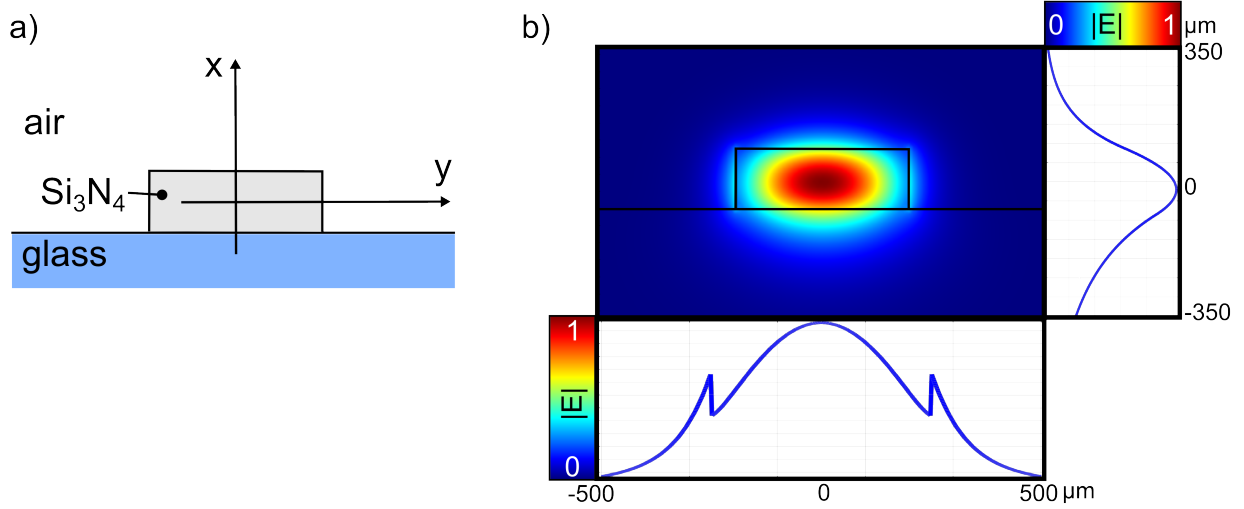 a)
x
air
y
Si₃N₄
glass
b)
0 |E| 1 μm
350
0
-350
1
|E|
0
-500 0 500 μm